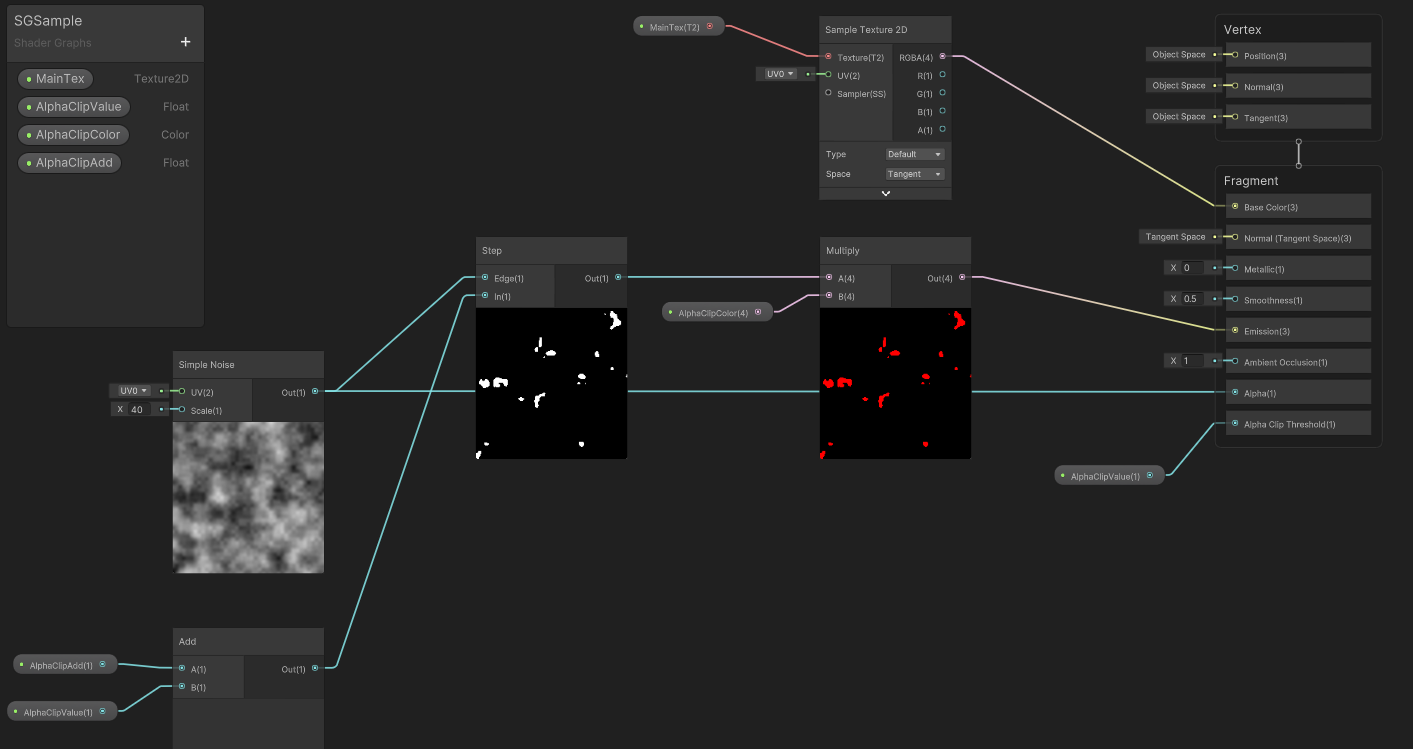 SGSample
Shader Graphs
+
MainTex Texture2D
AlphaClipValue Float
AlphaClipColor Color
AlphaClipAdd Float
MainTex(T2)
Sample Texture 2D
Texture(T2) RGBA(4)
UV0 UV(2) R(1)
Sampler(SS) G(1)
B(1)
A(1)
Type Default
Space Tangent
Vertex
Object Space Position(3)
Object Space Normal(3)
Object Space Tangent(3)
Fragment
Base Color(3)
Tangent Space Normal (Tangent Space)(3)
X 0 Metallic(1)
X 0.5 Smoothness(1)
Emission(3)
X 1 Ambient Occlusion(1)
Alpha(1)
Alpha Clip Threshold(1)
AlphaClipValue(1)
Step
Edge(1) Out(1)
In(1)
Multiply
A(4) Out(4)
B(4)
AlphaClipColor(4)
Simple Noise
UV0 UV(2) Out(1)
X 40 Scale(1)
Add
AlphaClipAdd(1) A(1) Out(1)
B(1)
AlphaClipValue(1)